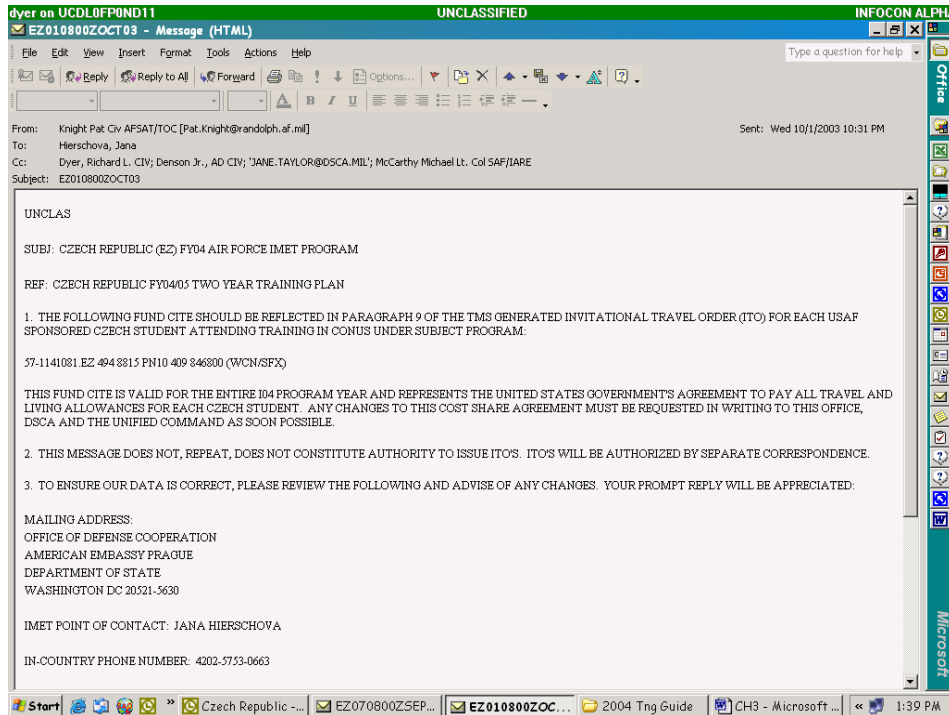 dyer on UCDL0FP0ND11 UNCLASSIFIED INFOCON ALPH
EZ010800ZOCT03 - Message (HTML)
File Edit View Insert Format Tools Actions Help Type a question for help
Reply Reply to All Forward Options...
A B I U
From: Knight Pat Civ AFSAT/TOC [Pat.Knight@randolph.af.mil] Sent: Wed 10/1/2003 10:31 PM
To: Hierschova, Jana
Cc: Dyer, Richard L. CIV; Denson Jr., AD CIV; 'JANE.TAYLOR@DSCA.MIL'; McCarthy Michael Lt. Col SAF/IARE
Subject: EZ010800ZOCT03
UNCLAS
SUBJ: CZECH REPUBLIC (EZ) FY04 AIR FORCE IMET PROGRAM
REF: CZECH REPUBLIC FY04/05 TWO YEAR TRAINING PLAN
1. THE FOLLOWING FUND CITE SHOULD BE REFLECTED IN PARAGRAPH 9 OF THE TMS GENERATED INVITATIONAL TRAVEL ORDER (ITO) FOR EACH USAF
SPONSORED CZECH STUDENT ATTENDING TRAINING IN CONUS UNDER SUBJECT PROGRAM:
57-1141081.EZ 494 8815 PN10 409 846800 (WCN/SFX)
THIS FUND CITE IS VALID FOR THE ENTIRE I04 PROGRAM YEAR AND REPRESENTS THE UNITED STATES GOVERNMENT'S AGREEMENT TO PAY ALL TRAVEL AND
LIVING ALLOWANCES FOR EACH CZECH STUDENT. ANY CHANGES TO THIS COST SHARE AGREEMENT MUST BE REQUESTED IN WRITING TO THIS OFFICE,
DSCA AND THE UNIFIED COMMAND AS SOON POSSIBLE.
2. THIS MESSAGE DOES NOT, REPEAT, DOES NOT CONSTITUTE AUTHORITY TO ISSUE ITO'S. ITO'S WILL BE AUTHORIZED BY SEPARATE CORRESPONDENCE.
3. TO ENSURE OUR DATA IS CORRECT, PLEASE REVIEW THE FOLLOWING AND ADVISE OF ANY CHANGES. YOUR PROMPT REPLY WILL BE APPRECIATED:
MAILING ADDRESS:
OFFICE OF DEFENSE COOPERATION
AMERICAN EMBASSY PRAGUE
DEPARTMENT OF STATE
WASHINGTON DC 20521-5630
IMET POINT OF CONTACT: JANA HIERSCHOVA
IN-COUNTRY PHONE NUMBER: 4202-5753-0663
Office
Microsoft
Start » Czech Republic -... EZ070800ZSEP... EZ010800ZOC... 2004 Tng Guide CH3 - Microsoft ... « 1:39 PM